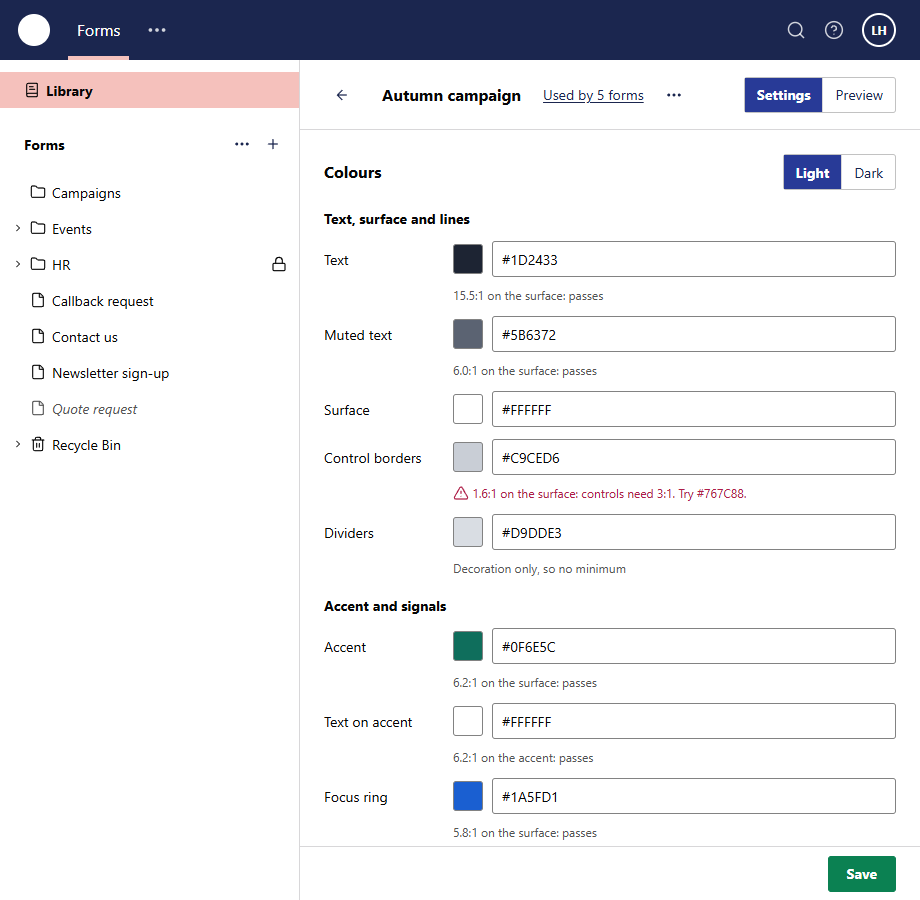 Forms
LH
Library
Forms
Campaigns
Events
HR
Callback request
Contact us
Newsletter sign-up
Quote request
Recycle Bin
Autumn campaign Used by 5 forms Settings Preview
Colours Light Dark
Text, surface and lines
Text #1D2433
15.5:1 on the surface: passes
Muted text #5B6372
6.0:1 on the surface: passes
Surface #FFFFFF
Control borders #C9CED6
1.6:1 on the surface: controls need 3:1. Try #767C88.
Dividers #D9DDE3
Decoration only, so no minimum
Accent and signals
Accent #0F6E5C
6.2:1 on the surface: passes
Text on accent #FFFFFF
6.2:1 on the accent: passes
Focus ring #1A5FD1
5.8:1 on the surface: passes
Save